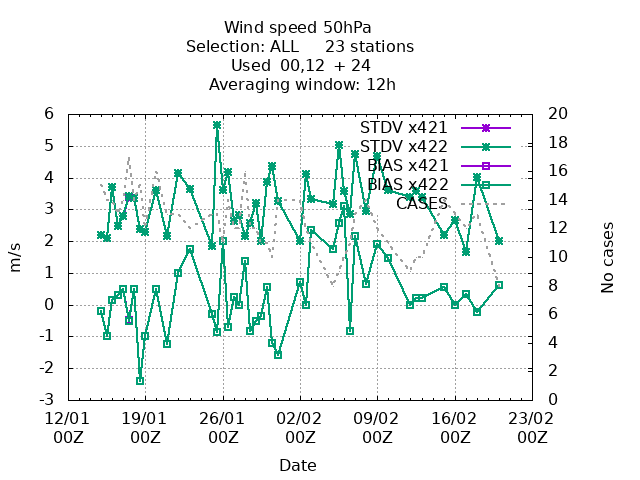 Wind speed 50hPa
Selection: ALL 23 stations
Used 00,12 + 24
Averaging window: 12h
STDV x421
STDV x422
BIAS x421
BIAS x422
CASES
6
5
4
3
2
1
0
-1
-2
-3
m/s
20
18
16
14
12
10
8
6
4
2
0
No cases
12/01 19/01 26/01 02/02 09/02 16/02 23/02
00Z 00Z 00Z 00Z 00Z 00Z 00Z
Date